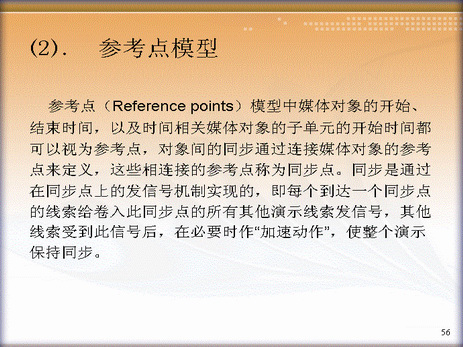 (2). 参考点模型
参考点（Reference points）模型中媒体对象的开始、
结束时间，以及时间相关媒体对象的子单元的开始时间都
可以视为参考点，对象间的同步通过连接媒体对象的参考
点来定义，这些相连接的参考点称为同步点。同步是通过
在同步点上的发信号机制实现的，即每个到达一个同步点
的线索给卷入此同步点的所有其他演示线索发信号，其他
线索受到此信号后，在必要时作“加速动作”，使整个演示
保持同步。
56